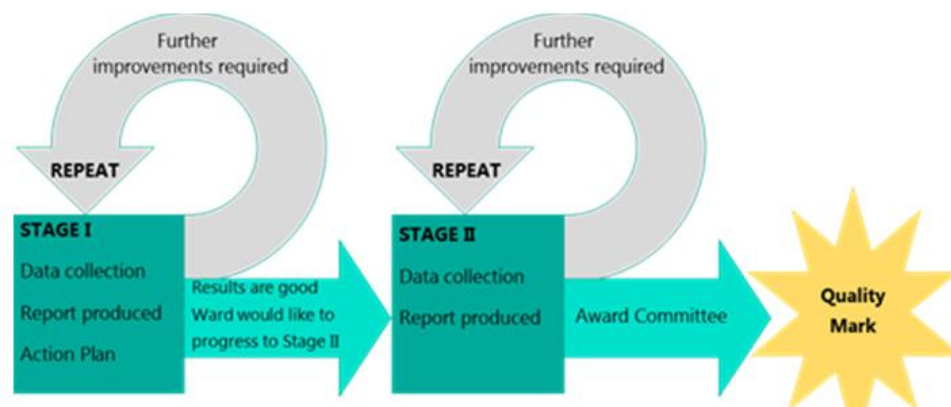 Further
improvements required
REPEAT
STAGE I
Data collection
Report produced
Action Plan
Results are good
Ward would like to
progress to Stage II
Further
improvements required
REPEAT
STAGE II
Data collection
Report produced
Award Committee
Quality
Mark